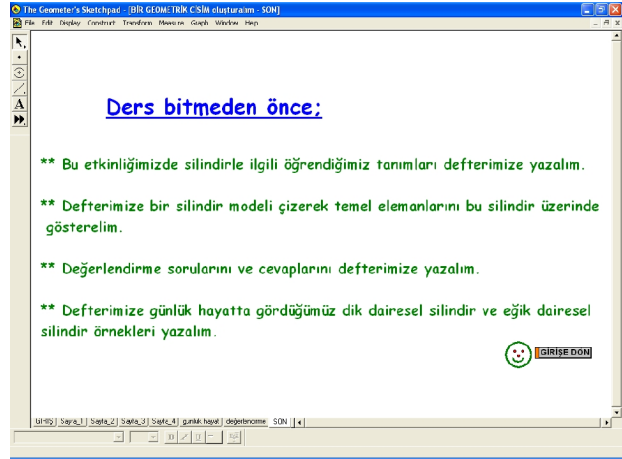 The Geometer's Sketchpad - [BİR GEOMETRİK CİSİM oluşturalım - SON]
File Edit Display Construct Transform Measure Graph Window Help
A
Ders bitmeden önce;
** Bu etkinliğimizde silindirle ilgili öğrendiğimiz tanımları defterimize yazalım.
** Defterimize bir silindir modeli çizerek temel elemanlarını bu silindir üzerinde
gösterelim.
** Değerlendirme sorularını ve cevaplarını defterimize yazalım.
** Defterimize günlük hayatta gördüğümüz dik dairesel silindir ve eğik dairesel
silindir örnekleri yazalım.
GİRİŞE DÖN
GİRİŞ Sayfa_1 Sayfa_2 Sayfa_3 Sayfa_4 günlük hayat değerlendirme SON